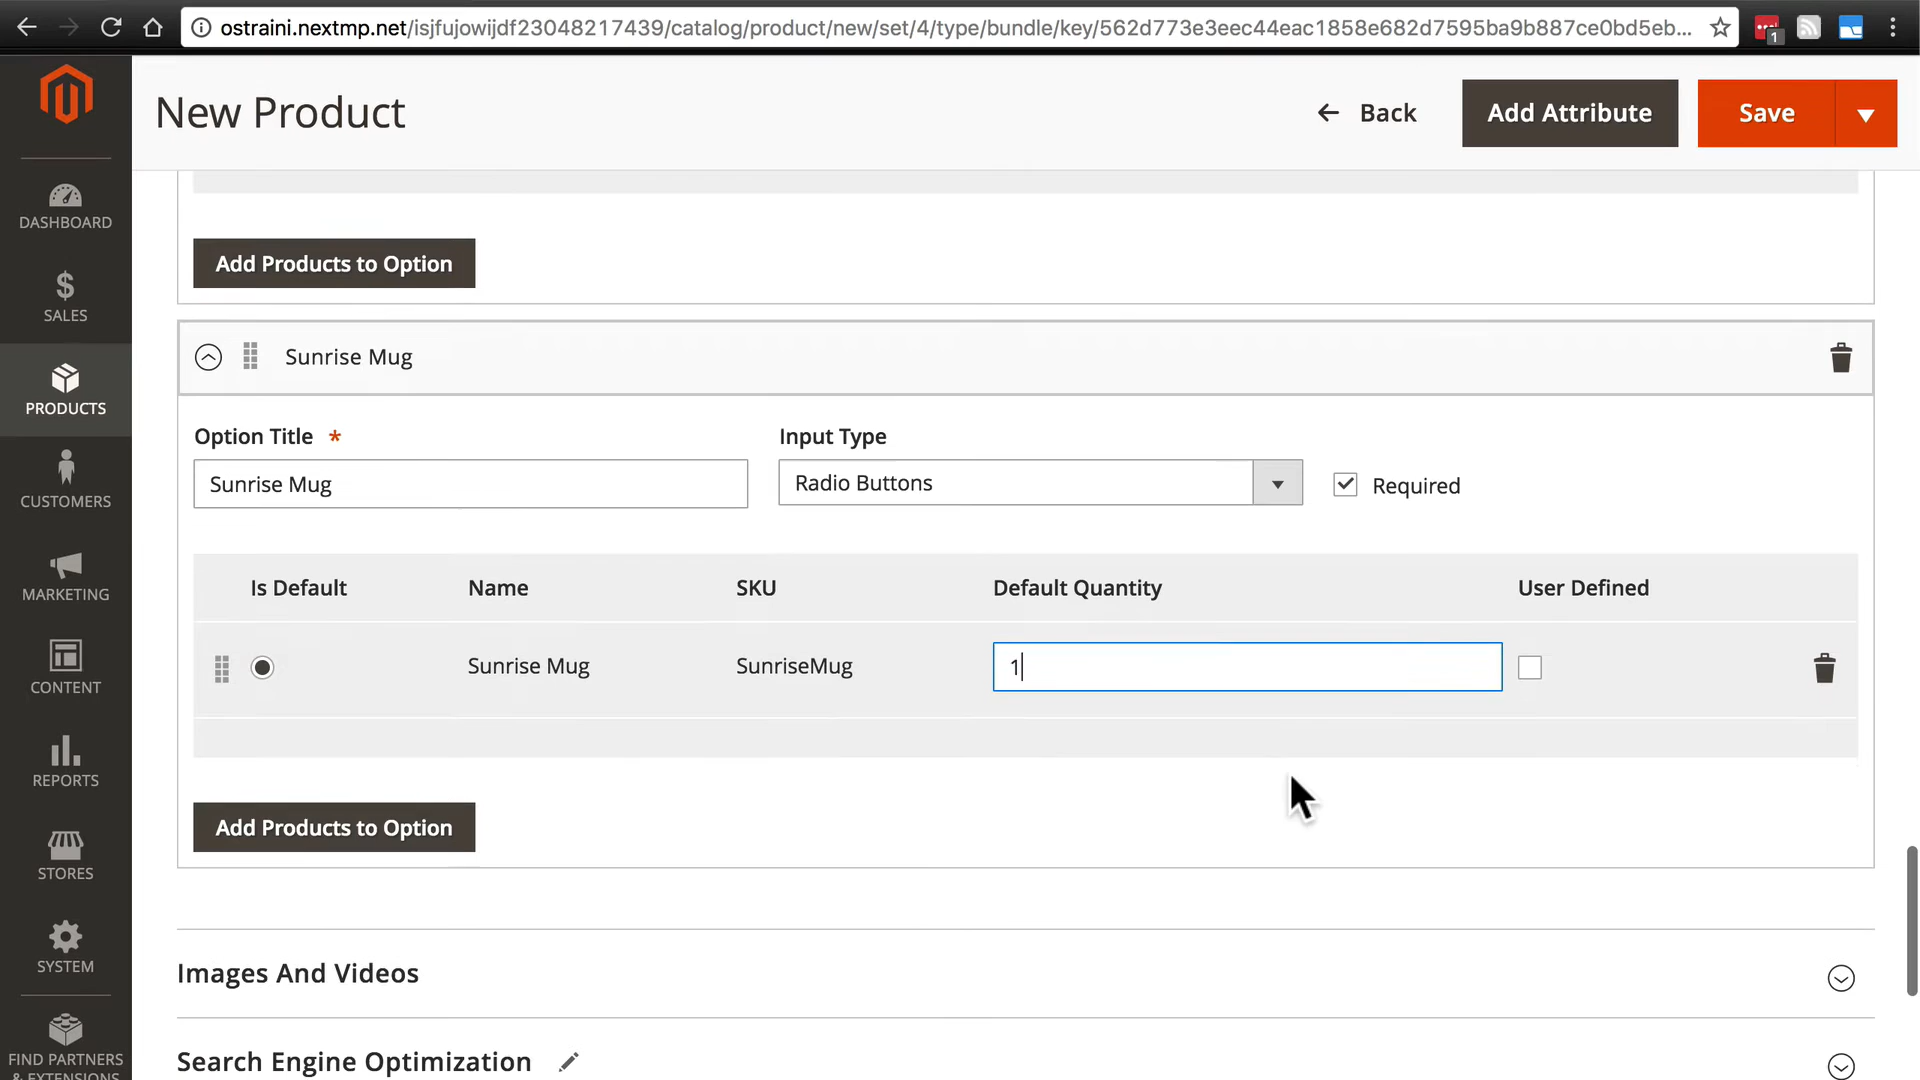 ostraini.nextmp.net/isjfujowijdf23048217439/catalog/product/new/set/4/type/bundle/key/562d773e3eec44eac1858e682d7595ba9b887ce0bd5eb...
1
New Product
Back
Add Attribute
Save
DASHBOARD
SALES
PRODUCTS
CUSTOMERS
MARKETING
CONTENT
REPORTS
STORES
SYSTEM
FIND PARTNERS
& EXTENSIONS
Add Products to Option
Sunrise Mug
Option Title *
Input Type
Sunrise Mug
Radio Buttons
Required
Is Default Name SKU Default Quantity User Defined
Sunrise Mug SunriseMug 1
Add Products to Option
Images And Videos
Search Engine Optimization